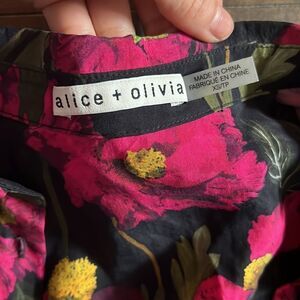 alice + olivia
MADE IN CHINA
FABRIQUÉ EN CHINE
XS/TP